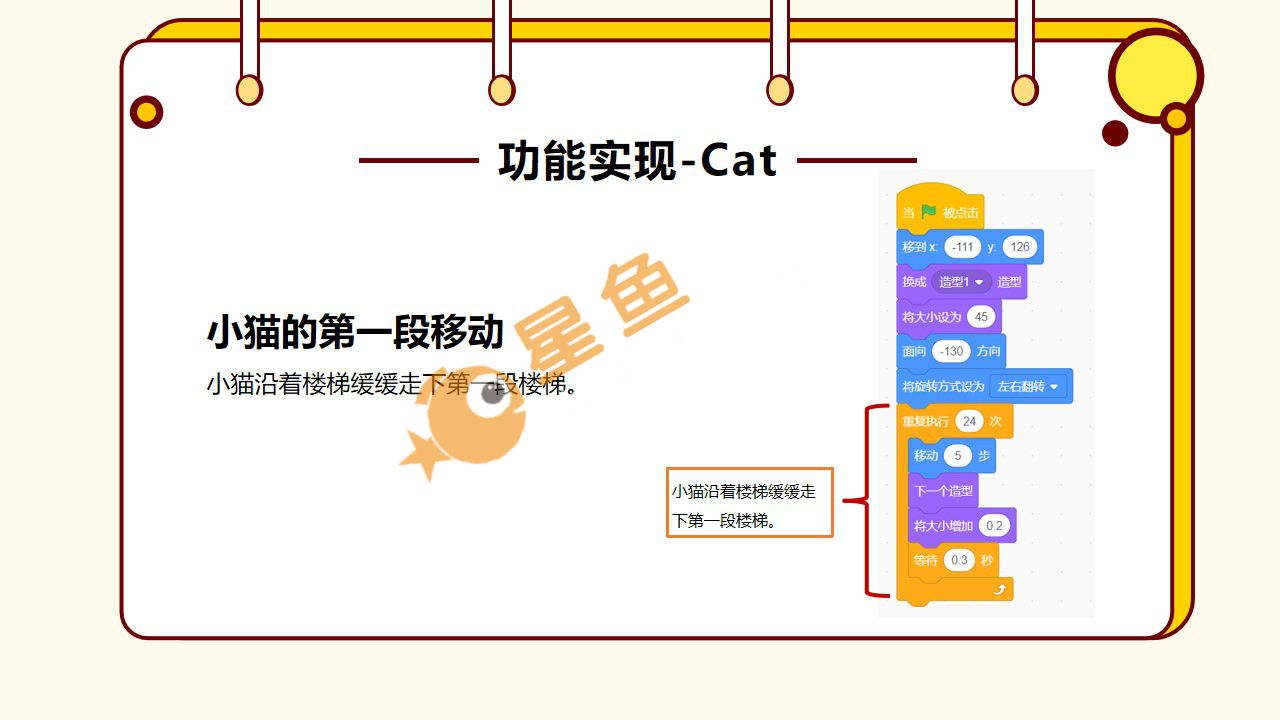 功能实现-Cat
当 被点击
移到 x: -111 y: 126
换成 造型1 造型
将大小设为 45
面向 -130 方向
将旋转方式设为 左右翻转
重复执行 24 次
移动 5 步
下一个造型
将大小增加 0.2
等待 0.3 秒
小猫的第一段移动
小猫沿着楼梯缓缓走下第一段楼梯。
星鱼
小猫沿着楼梯缓缓走
下第一段楼梯。